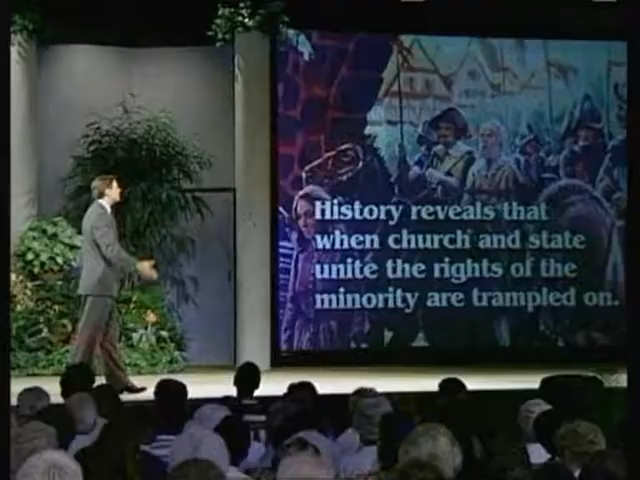 History reveals that
when church and state
unite the rights of the
minority are trampled on.